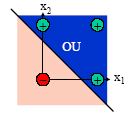 x2
+ +
OU
- + x1